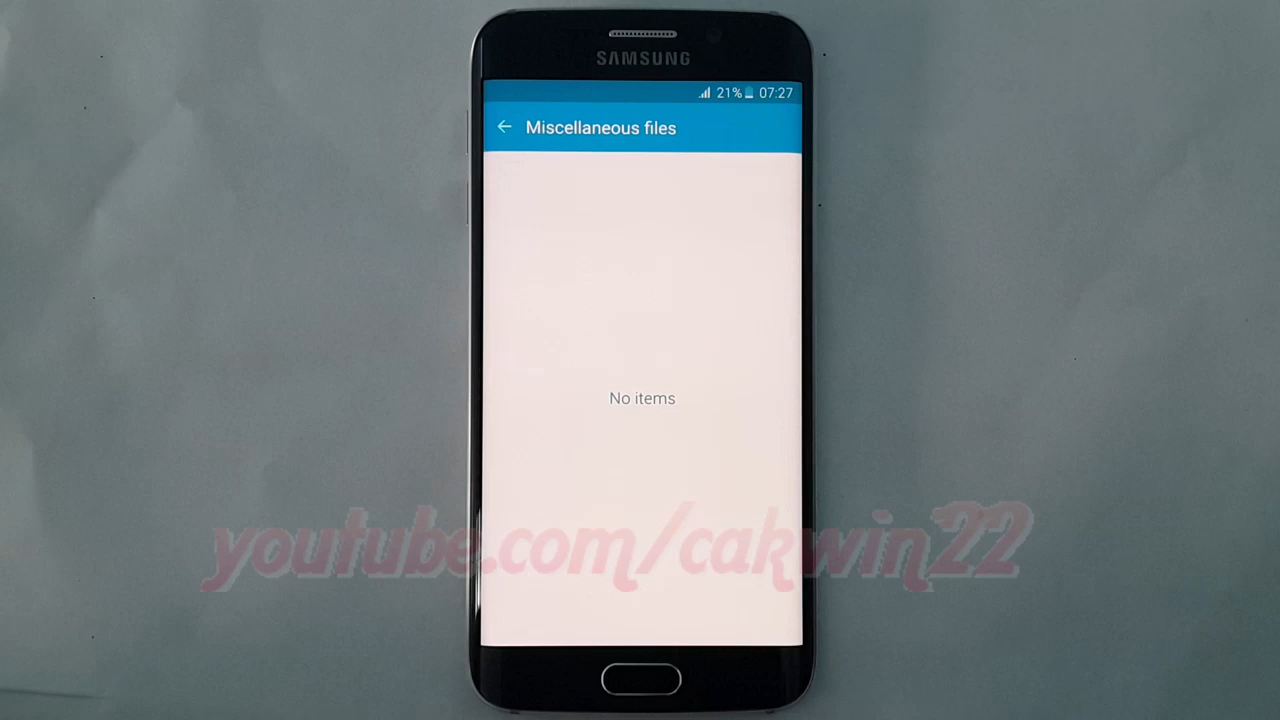 SAMSUNG
21% 07:27
Miscellaneous files
No items
youtube.com/cakwin22